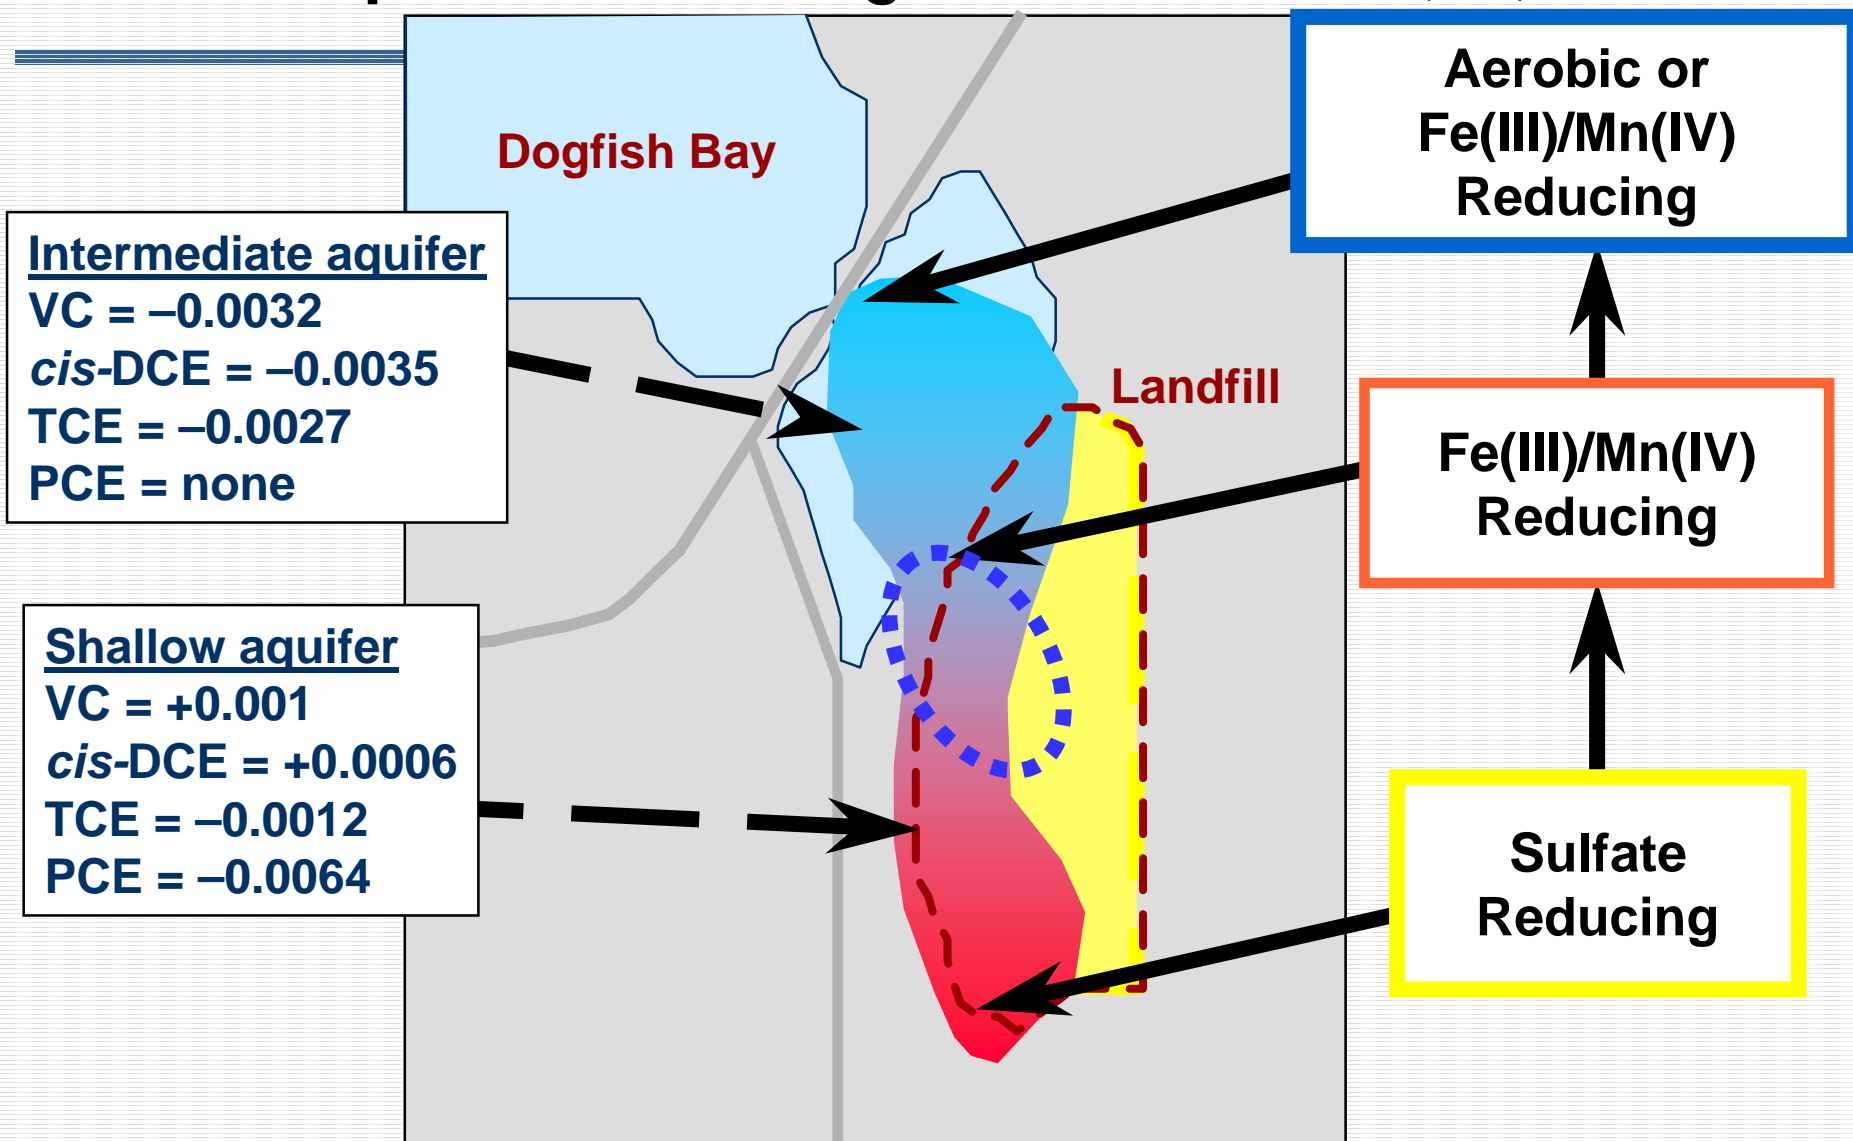 Dogfish Bay
Aerobic or
Fe(III)/Mn(IV)
Reducing
Intermediate aquifer
VC = –0.0032
cis-DCE = –0.0035
TCE = –0.0027
PCE = none
Landfill
Fe(III)/Mn(IV)
Reducing
Shallow aquifer
VC = +0.001
cis-DCE = +0.0006
TCE = –0.0012
PCE = –0.0064
Sulfate
Reducing